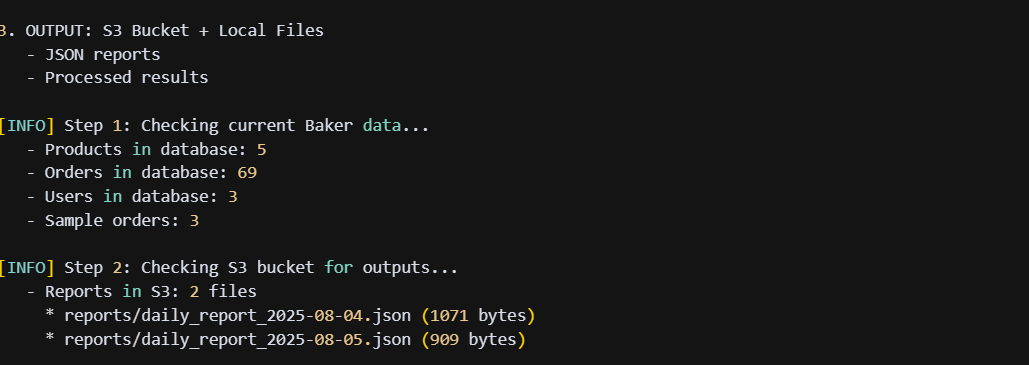 3. OUTPUT: S3 Bucket + Local Files
- JSON reports
- Processed results
[INFO] Step 1: Checking current Baker data...
- Products in database: 5
- Orders in database: 69
- Users in database: 3
- Sample orders: 3
[INFO] Step 2: Checking S3 bucket for outputs...
- Reports in S3: 2 files
* reports/daily_report_2025-08-04.json (1071 bytes)
* reports/daily_report_2025-08-05.json (909 bytes)